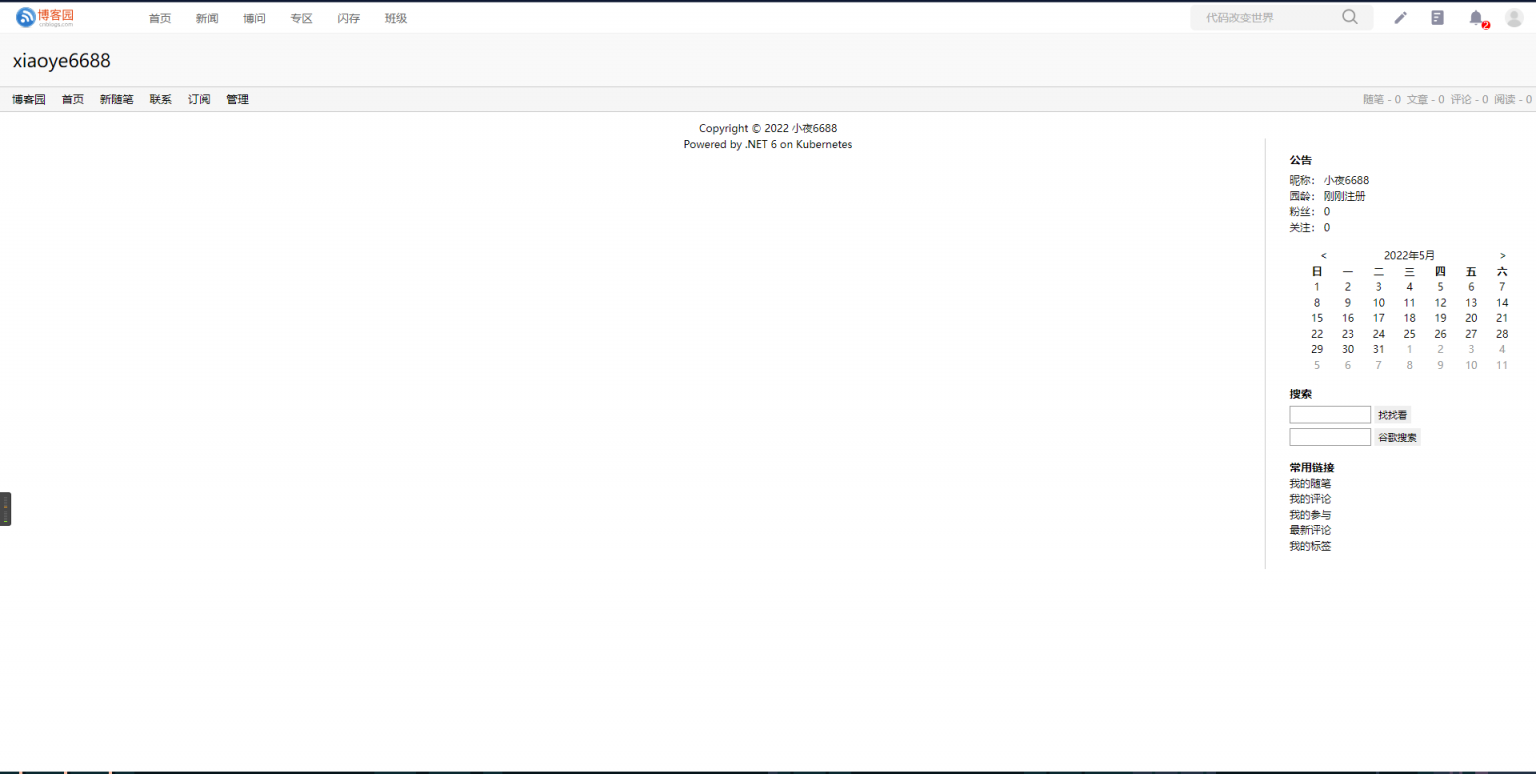 博客园
cnblogs.com
首页 新闻 博问 专区 闪存 班级
代码改变世界
2
xiaoye6688
博客园 首页 新随笔 联系 订阅 管理
随笔 - 0 文章 - 0 评论 - 0 阅读 - 0
Copyright © 2022 小夜6688
Powered by .NET 6 on Kubernetes
公告
昵称： 小夜6688
园龄： 刚刚注册
粉丝： 0
关注： 0
< 2022年5月 >
日 一 二 三 四 五 六
1 2 3 4 5 6 7
8 9 10 11 12 13 14
15 16 17 18 19 20 21
22 23 24 25 26 27 28
29 30 31 1 2 3 4
5 6 7 8 9 10 11
搜索
找找看
谷歌搜索
常用链接
我的随笔
我的评论
我的参与
最新评论
我的标签